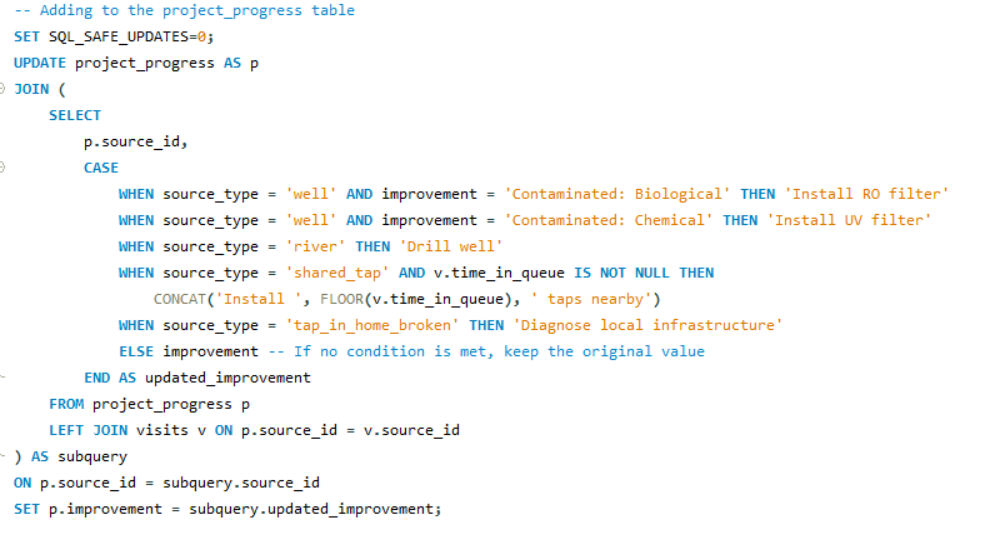 -- Adding to the project_progress table
SET SQL_SAFE_UPDATES=0;
UPDATE project_progress AS p
JOIN (
    SELECT
        p.source_id,
        CASE
            WHEN source_type = 'well' AND improvement = 'Contaminated: Biological' THEN 'Install RO filter'
            WHEN source_type = 'well' AND improvement = 'Contaminated: Chemical' THEN 'Install UV filter'
            WHEN source_type = 'river' THEN 'Drill well'
            WHEN source_type = 'shared_tap' AND v.time_in_queue IS NOT NULL THEN
                CONCAT('Install ', FLOOR(v.time_in_queue), ' taps nearby')
            WHEN source_type = 'tap_in_home_broken' THEN 'Diagnose local infrastructure'
            ELSE improvement -- If no condition is met, keep the original value
        END AS updated_improvement
    FROM project_progress p
    LEFT JOIN visits v ON p.source_id = v.source_id
) AS subquery
ON p.source_id = subquery.source_id
SET p.improvement = subquery.updated_improvement;